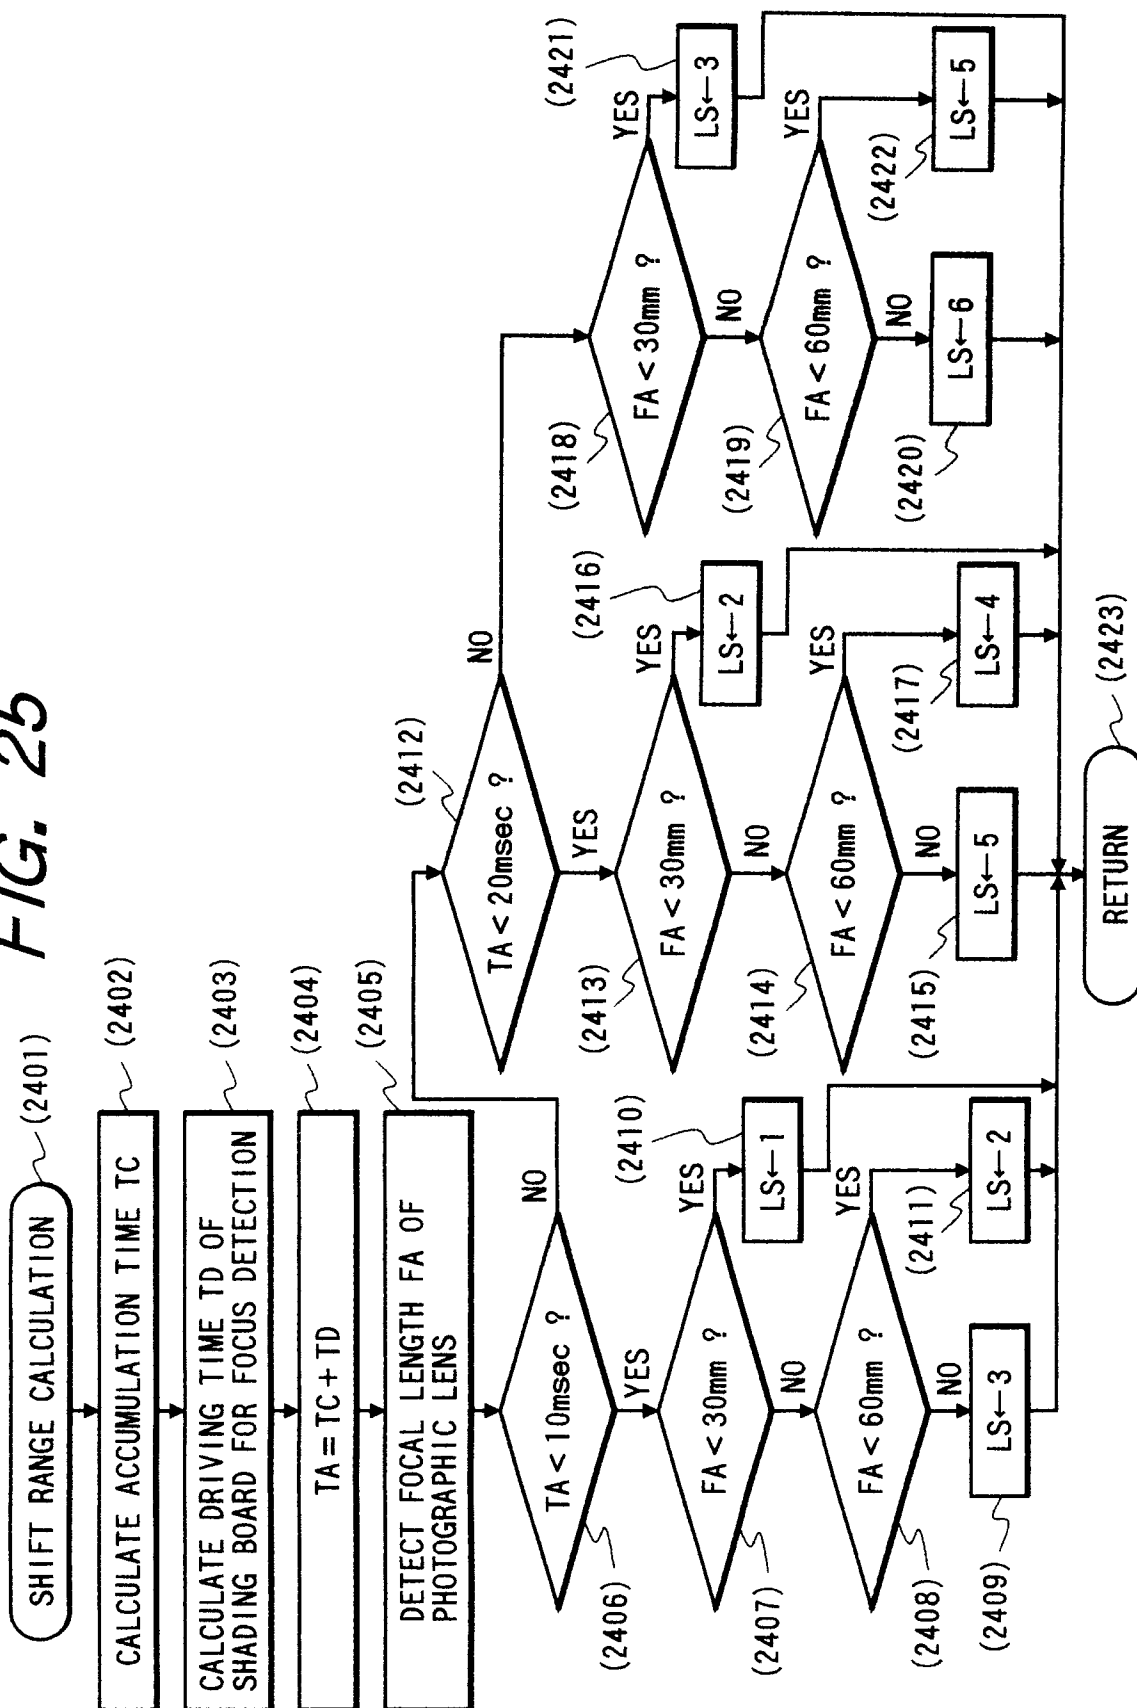 FIG. 25
SHIFT RANGE CALCULATION
(2401)
CALCULATE ACCUMULATION TIME TC
(2402)
CALCULATE DRIVING TIME TD OF
SHADING BOARD FOR FOCUS DETECTION
(2403)
TA = TC + TD
(2404)
DETECT FOCAL LENGTH FA OF
PHOTOGRAPHIC LENS
(2405)
TA < 10msec ?
(2406)
NO
YES
FA < 30mm ?
(2407)
YES
LS←1
(2410)
NO
FA < 60mm ?
(2408)
YES
LS←2
(2411)
NO
LS←3
(2409)
TA < 20msec ?
(2412)
NO
YES
FA < 30mm ?
(2413)
YES
LS←2
(2416)
NO
FA < 60mm ?
(2414)
YES
LS←4
(2417)
NO
LS←5
(2415)
FA < 30mm ?
(2418)
YES
LS←3
(2421)
NO
FA < 60mm ?
(2419)
YES
LS←5
(2422)
NO
LS←6
(2420)
RETURN
(2423)